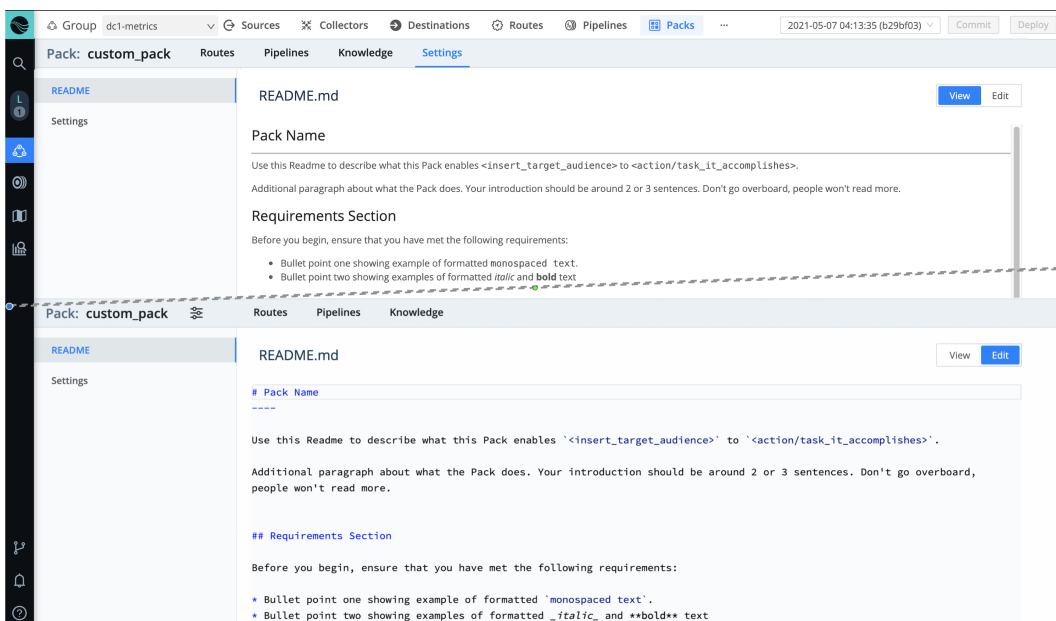 Group dc1-metrics Sources Collectors Destinations Routes Pipelines Packs ... 2021-05-07 04:13:35 (b29bf03) Commit Deploy
Pack: custom_pack Routes Pipelines Knowledge Settings
L
1
README
Settings
README.md View Edit
Pack Name
Use this Readme to describe what this Pack enables <insert_target_audience> to <action/task_it_accomplishes>.
Additional paragraph about what the Pack does. Your introduction should be around 2 or 3 sentences. Don't go overboard, people won't read more.
Requirements Section
Before you begin, ensure that you have met the following requirements:
• Bullet point one showing example of formatted monospaced text.
• Bullet point two showing examples of formatted italic and bold text
Pack: custom_pack Routes Pipelines Knowledge
README
Settings
README.md View Edit
# Pack Name
----
Use this Readme to describe what this Pack enables `<insert_target_audience>` to `<action/task_it_accomplishes>`.
Additional paragraph about what the Pack does. Your introduction should be around 2 or 3 sentences. Don't go overboard,
people won't read more.
## Requirements Section
Before you begin, ensure that you have met the following requirements:
* Bullet point one showing example of formatted `monospaced text`.
* Bullet point two showing examples of formatted _italic_ and **bold** text